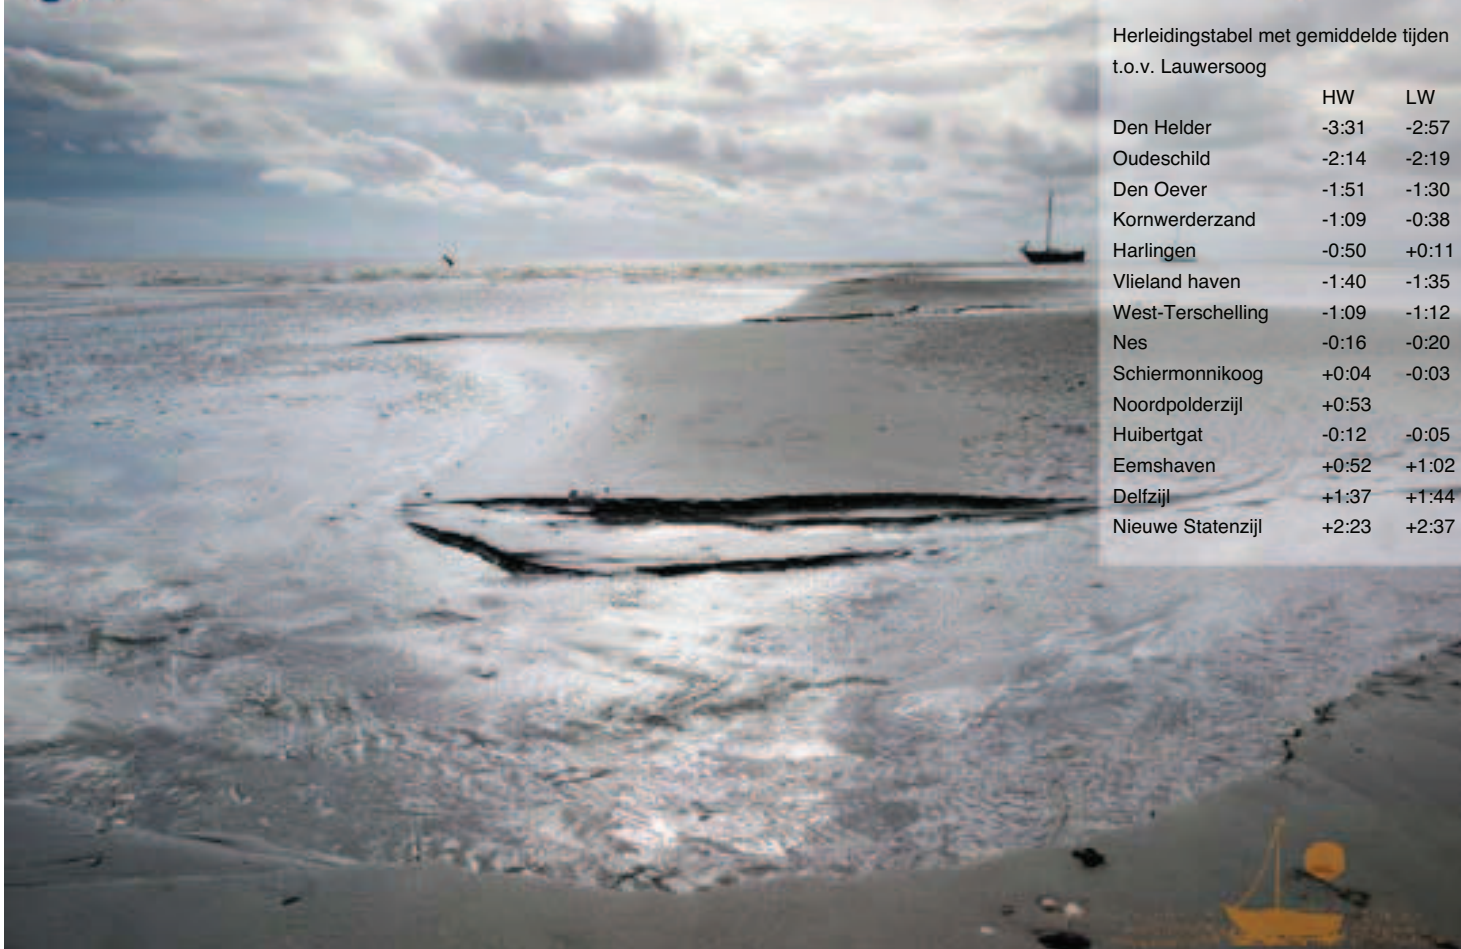 Herleidingstabel met gemiddelde tijden
t.o.v. Lauwersoog
HW LW
Den Helder -3:31 -2:57
Oudeschild -2:14 -2:19
Den Oever -1:51 -1:30
Kornwerderzand -1:09 -0:38
Harlingen -0:50 +0:11
Vlieland haven -1:40 -1:35
West-Terschelling -1:09 -1:12
Nes -0:16 -0:20
Schiermonnikoog +0:04 -0:03
Noordpolderzijl +0:53
Huibertgat -0:12 -0:05
Eemshaven +0:52 +1:02
Delfzijl +1:37 +1:44
Nieuwe Statenzijl +2:23 +2:37